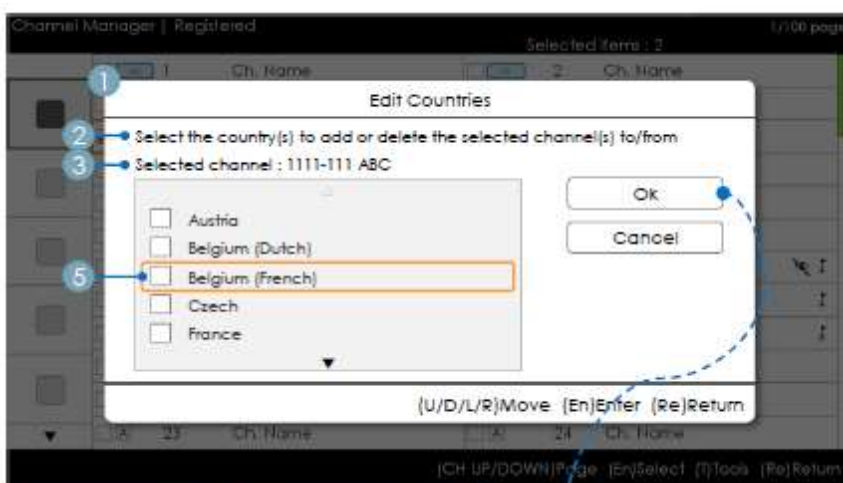 Channel Manager | Registered
1/100 page
Selected Items : 2
1 Ch. Name 2 Ch. Name
1
Edit Countries
2 Select the country(s) to add or delete the selected channel(s) to/from
3 Selected channel : 1111-111 ABC
Ok
Austria
Cancel
Belgium (Dutch)
5 Belgium (French)
Czech
France
(U/D/L/R)Move (En)Enter (Re)Return
A 23 Ch. Name A 24 Ch. Name
(CH UP/DOWN)Page (En)Select (T)Tools (Re)Return